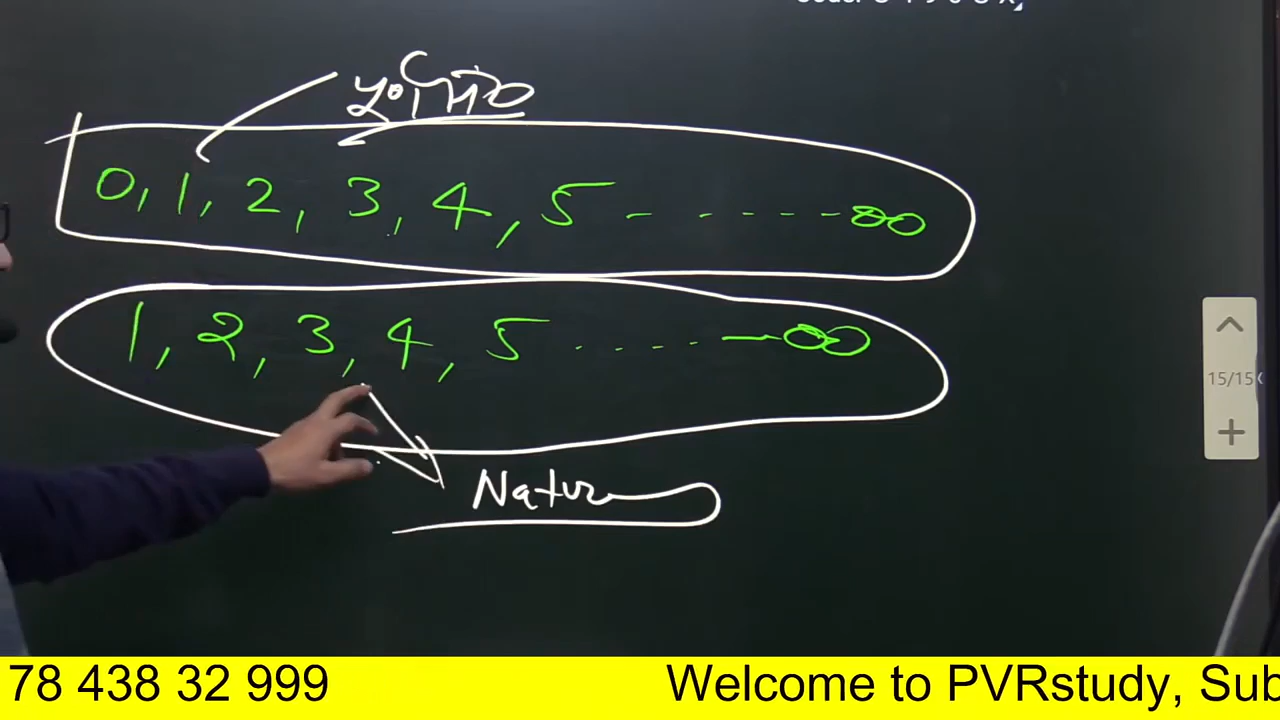 0, 1, 2, 3, 4, 5 - - - - - - ∞
1, 2, 3, 4, 5 . . . . . - ∞
Natur
15/15
78 438 32 999
Welcome to PVRstudy, Sub